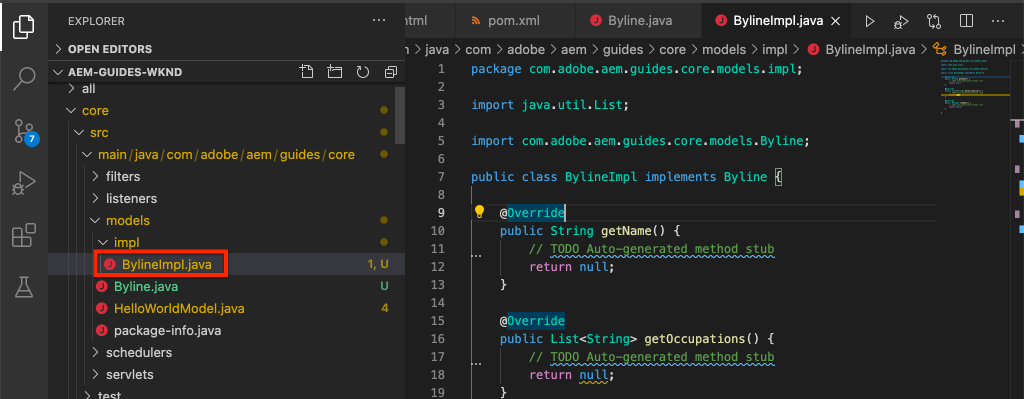 EXPLORER
OPEN EDITORS
AEM-GUIDES-WKND
all
core
src
main/java/com/adobe/aem/guides/core
filters
listeners
models
impl
BylineImpl.java 1, U
Byline.java U
HelloWorldModel.java 4
package-info.java
schedulers
servlets
test
7
html
pom.xml
Byline.java
BylineImpl.java
java > com > adobe > aem > guides > core > models > impl > BylineImpl.java > BylineImpl
1 package com.adobe.aem.guides.core.models.impl;
2
3 import java.util.List;
4
5 import com.adobe.aem.guides.core.models.Byline;
6
7 public class BylineImpl implements Byline {
8
9 @Override
10 public String getName() {
11 // TODO Auto-generated method stub
12 return null;
13 }
14
15 @Override
16 public List<String> getOccupations() {
17 // TODO Auto-generated method stub
18 return null;
19 }